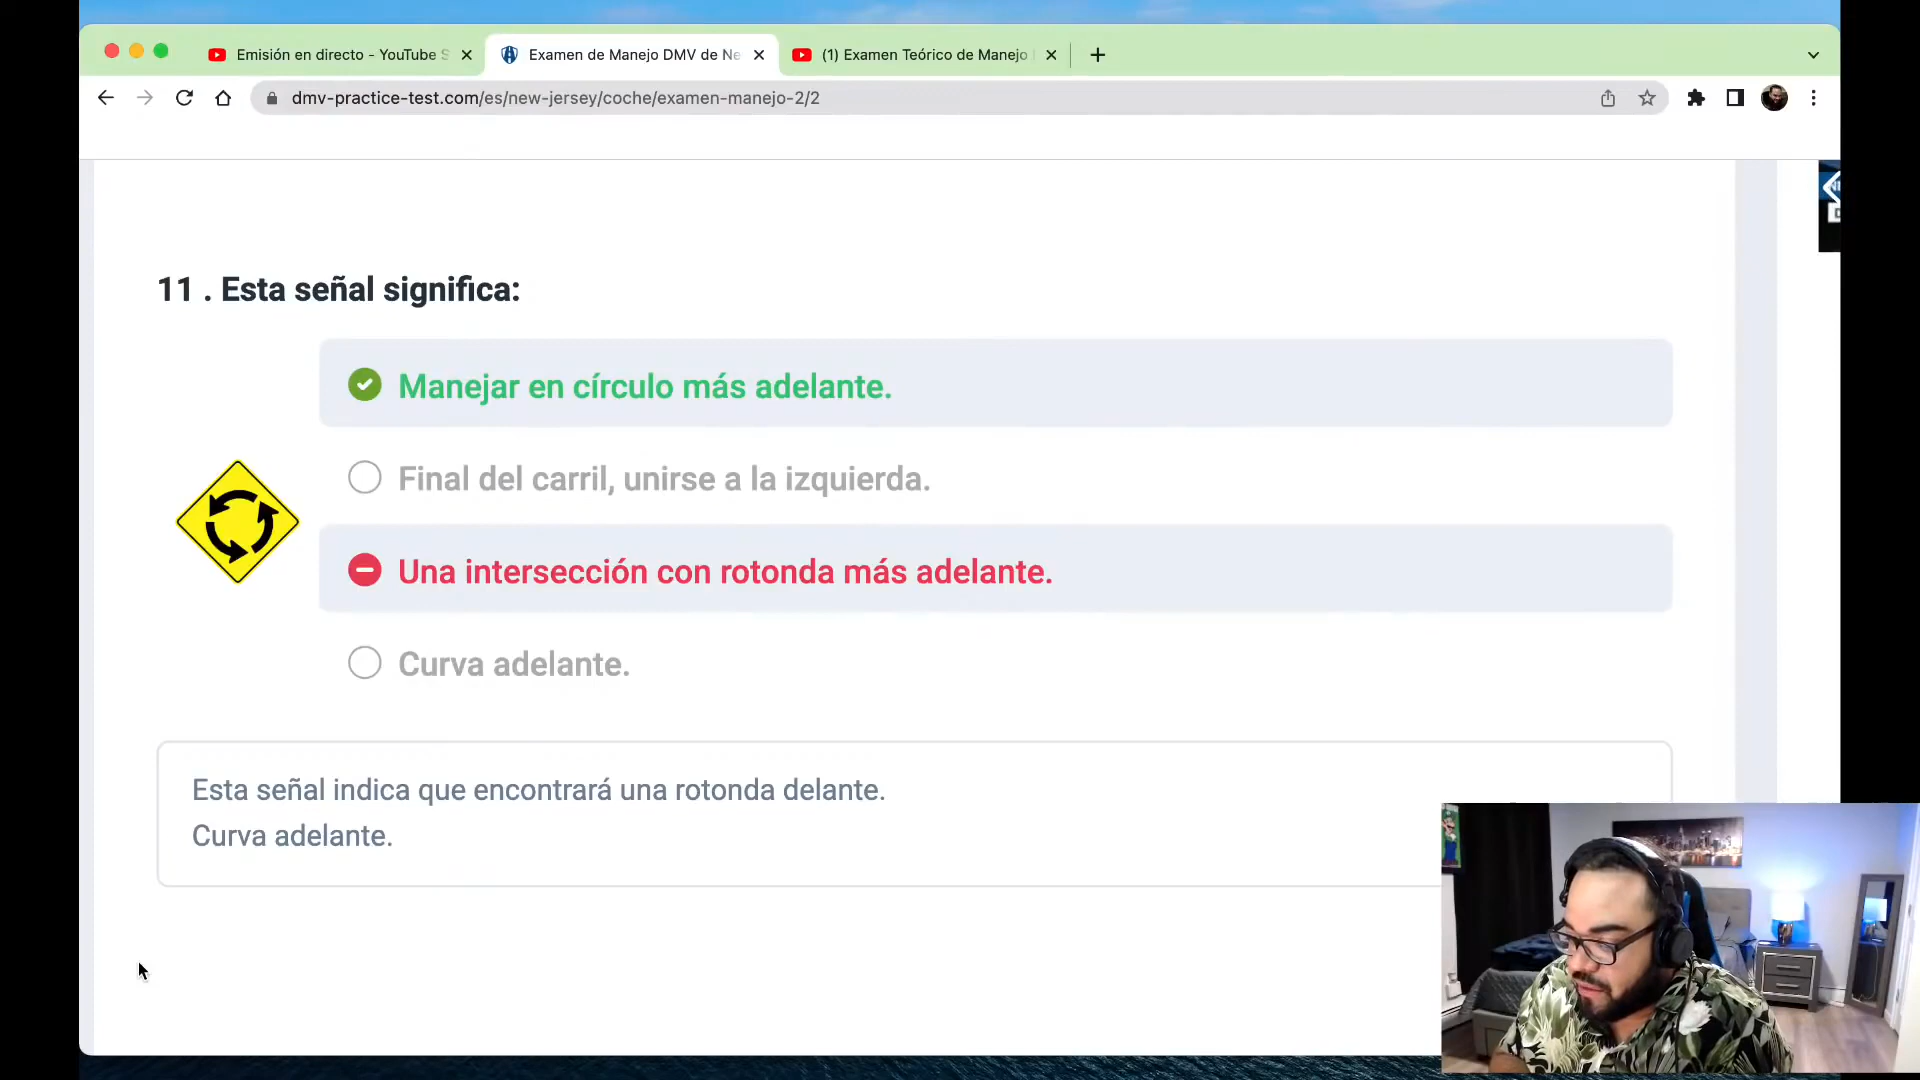 Emisión en directo - YouTube S
Examen de Manejo DMV de Ne
(1) Examen Teórico de Manejo
dmv-practice-test.com/es/new-jersey/coche/examen-manejo-2/2
11 . Esta señal significa:
Manejar en círculo más adelante.
Final del carril, unirse a la izquierda.
Una intersección con rotonda más adelante.
Curva adelante.
Esta señal indica que encontrará una rotonda delante.
Curva adelante.